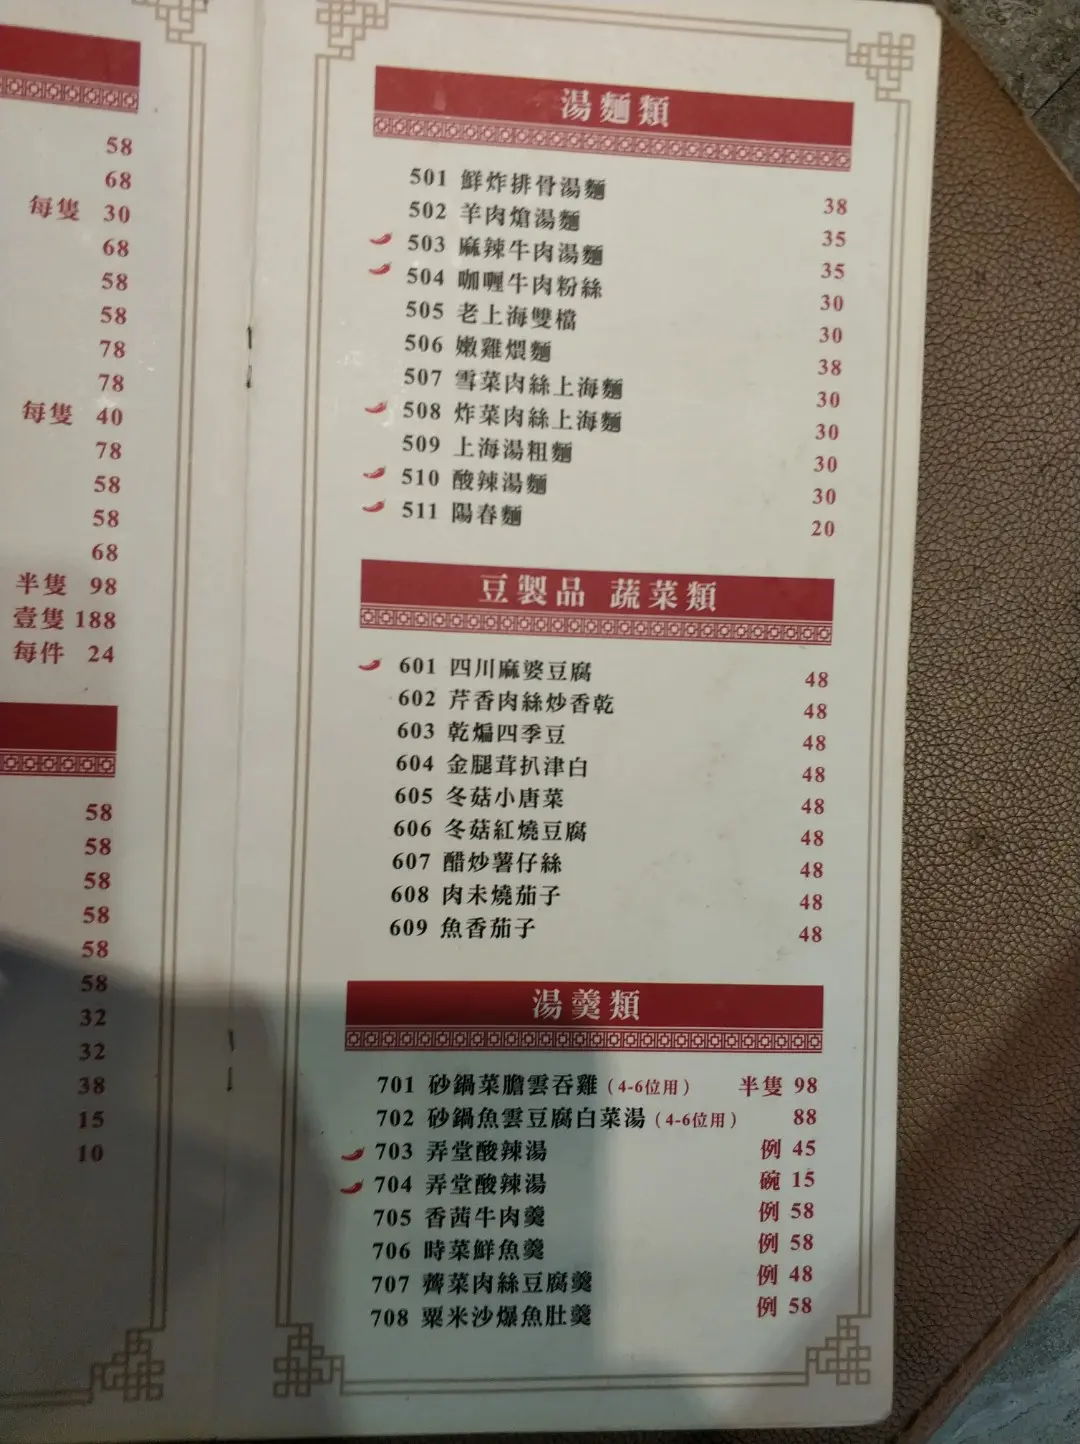 58
68
每隻 30
68
58
58
78
78
每隻 40
78
58
58
68
半隻 98
壹隻 188
每件 24
58
58
58
58
58
58
32
32
38
15
10
湯麵類
501 鮮炸排骨湯麵 38
502 羊肉熗湯麵 35
503 麻辣牛肉湯麵 35
504 咖喱牛肉粉絲 30
505 老上海雙檔 30
506 嫩雞煨麵 38
507 雪菜肉絲上海麵 30
508 炸菜肉絲上海麵 30
509 上海湯粗麵 30
510 酸辣湯麵 30
511 陽春麵 20
豆製品 蔬菜類
601 四川麻婆豆腐 48
602 芹香肉絲炒香乾 48
603 乾煸四季豆 48
604 金腿茸扒津白 48
605 冬菇小唐菜 48
606 冬菇紅燒豆腐 48
607 醋炒薯仔絲 48
608 肉未燒茄子 48
609 魚香茄子 48
湯羹類
701 砂鍋菜膽雲吞雞（4-6位用） 半隻 98
702 砂鍋魚雲豆腐白菜湯（4-6位用） 88
703 弄堂酸辣湯 例 45
704 弄堂酸辣湯 碗 15
705 香茜牛肉羹 例 58
706 時菜鮮魚羹 例 58
707 薺菜肉絲豆腐羹 例 48
708 粟米沙爆魚肚羹 例 58